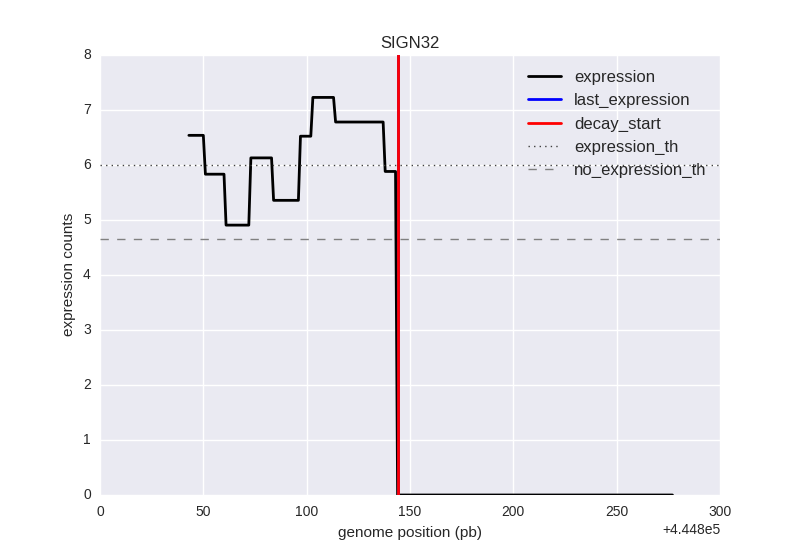 SIGN32
8
7
6
5
4
3
2
1
0
expression counts
expression
last_expression
decay_start
expression_th
no_expression_th
0 50 100 150 200 250 300
+4.448e5
genome position (pb)